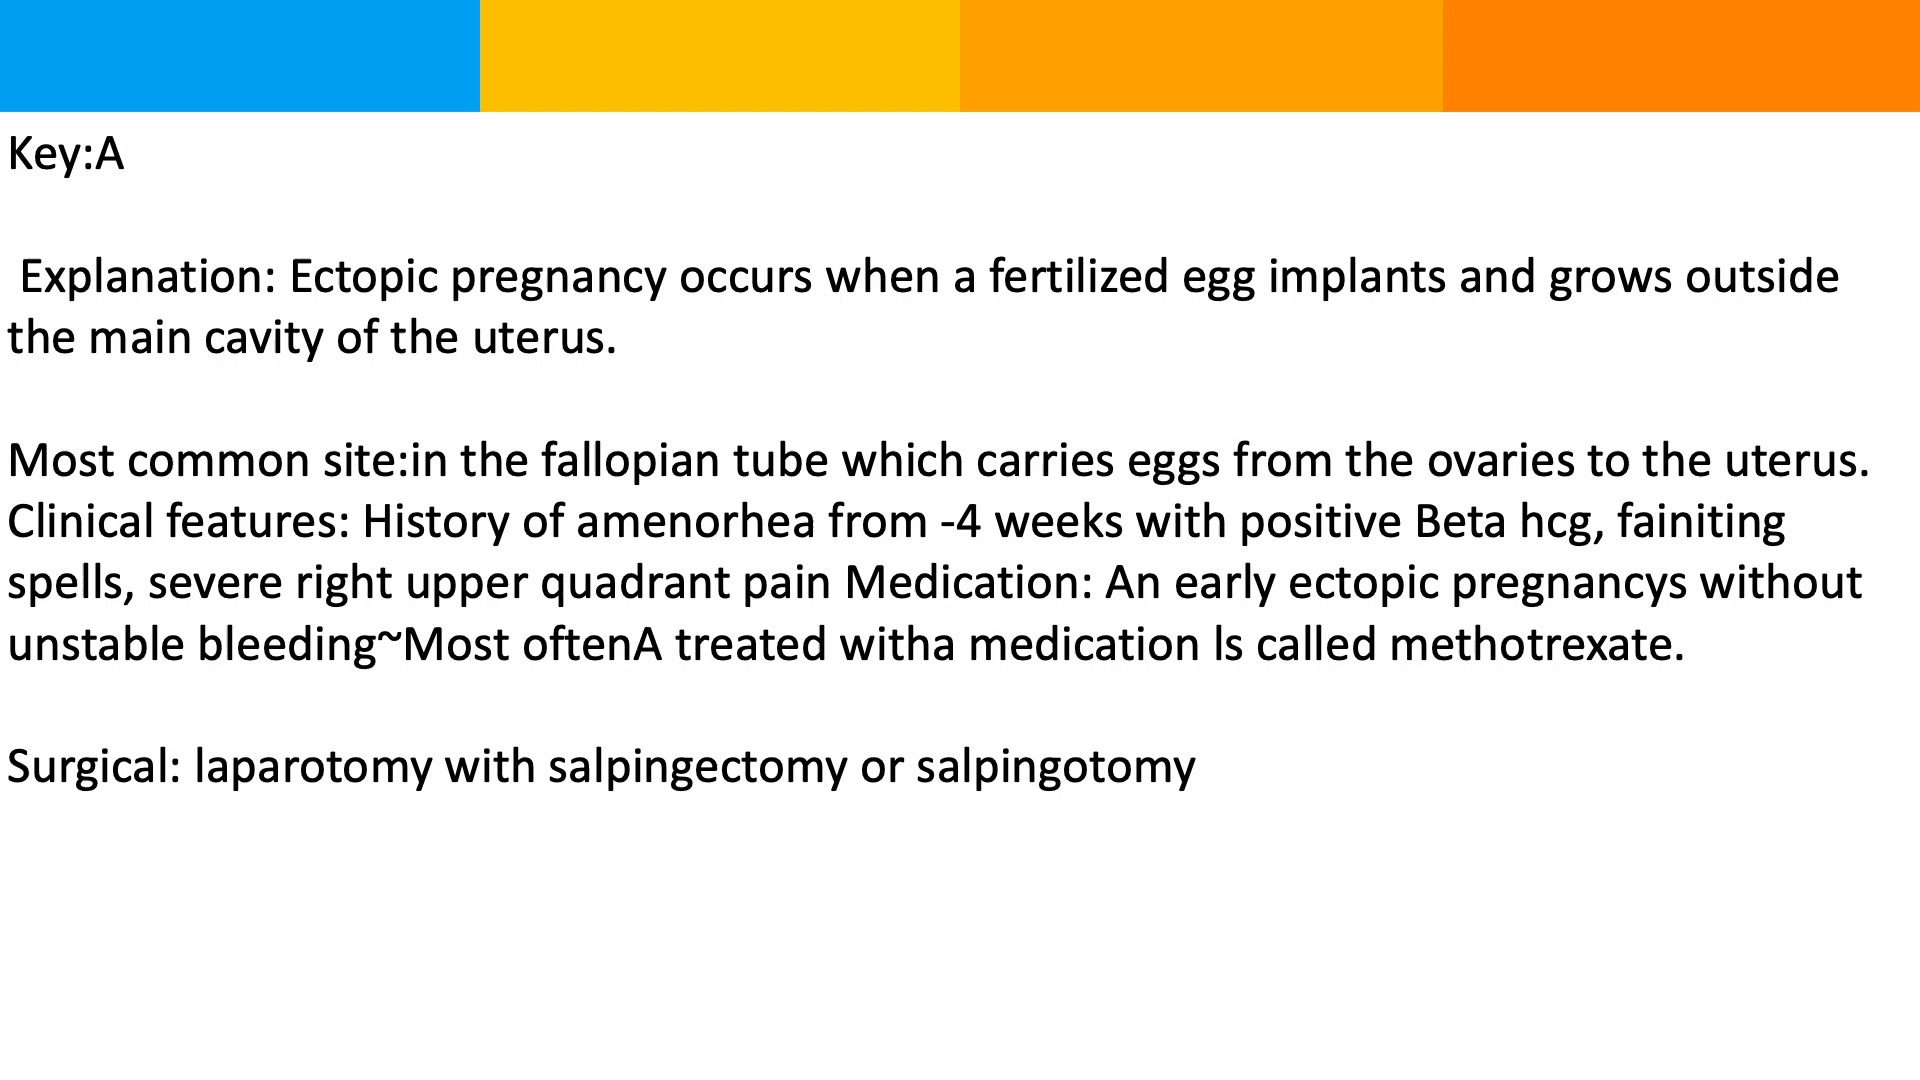 Key:A
Explanation: Ectopic pregnancy occurs when a fertilized egg implants and grows outside
the main cavity of the uterus.
Most common site:in the fallopian tube which carries eggs from the ovaries to the uterus.
Clinical features: History of amenorhea from -4 weeks with positive Beta hcg, fainiting
spells, severe right upper quadrant pain Medication: An early ectopic pregnancys without
unstable bleeding~Most oftenA treated witha medication ls called methotrexate.
Surgical: laparotomy with salpingectomy or salpingotomy